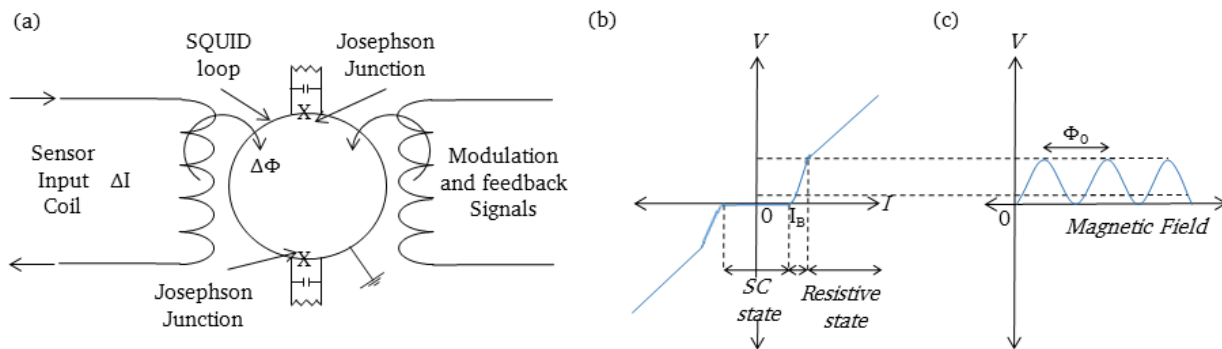 (a)
SQUID
loop
Josephson
Junction
X
Sensor
Input ΔI
Coil
ΔΦ
Modulation
and feedback
Signals
X
Josephson
Junction
(b)
V
0
I_B
I
SC
state
Resistive
state
(c)
V
Φ₀
0
Magnetic Field